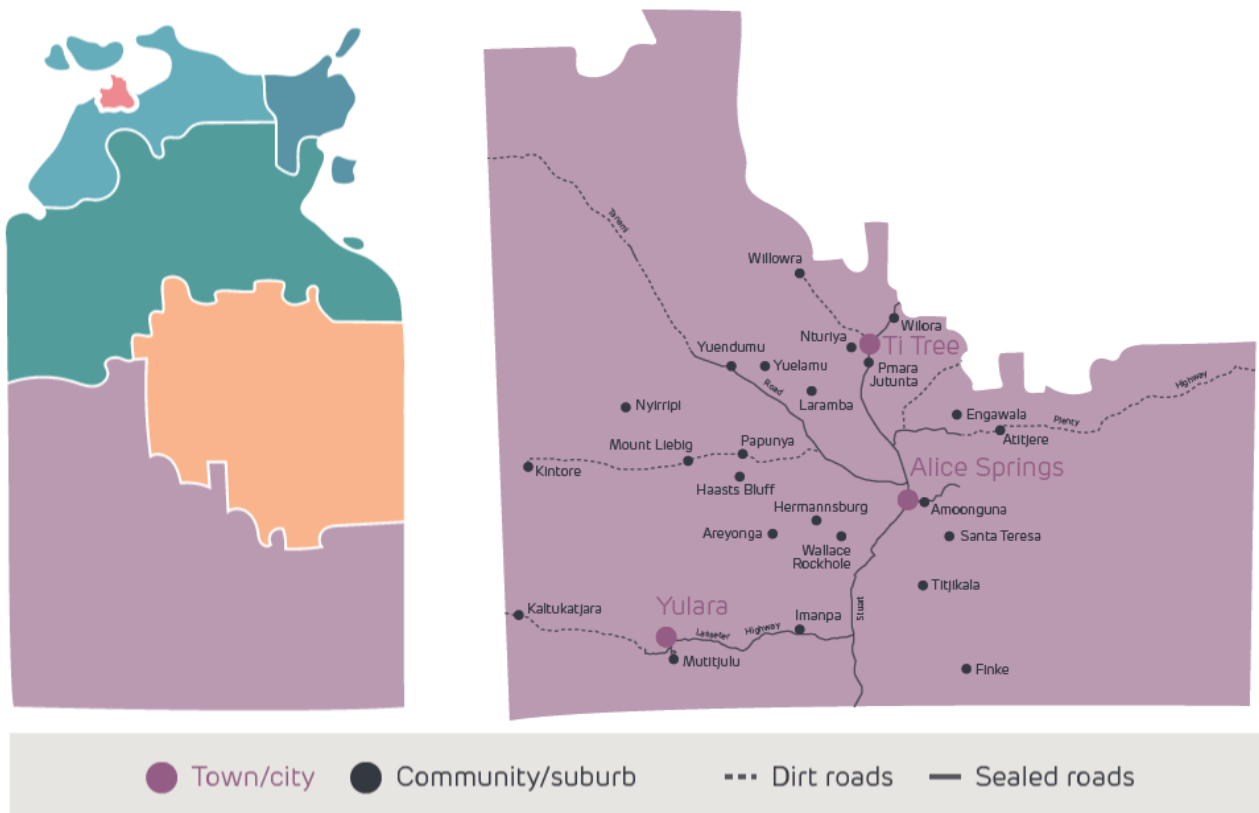 Tanami
Willowra
Wilora
Nturiya
Ti Tree
Yuendumu
Yuelamu
Pmara
Jutunta
Road
Highway
Laramba
Nyirripi
Engawala
Plenty
Atitjere
Mount Liebig
Papunya
Kintore
Haasts Bluff
Alice Springs
Hermannsburg
Amoonguna
Areyonga
Wallace
Rockhole
Santa Teresa
Titjikala
Kaltukatjara
Yulara
Imanpa
Stuart
Lasseter
Highway
Mutitjulu
Finke
Town/city
Community/suburb
Dirt roads
Sealed roads